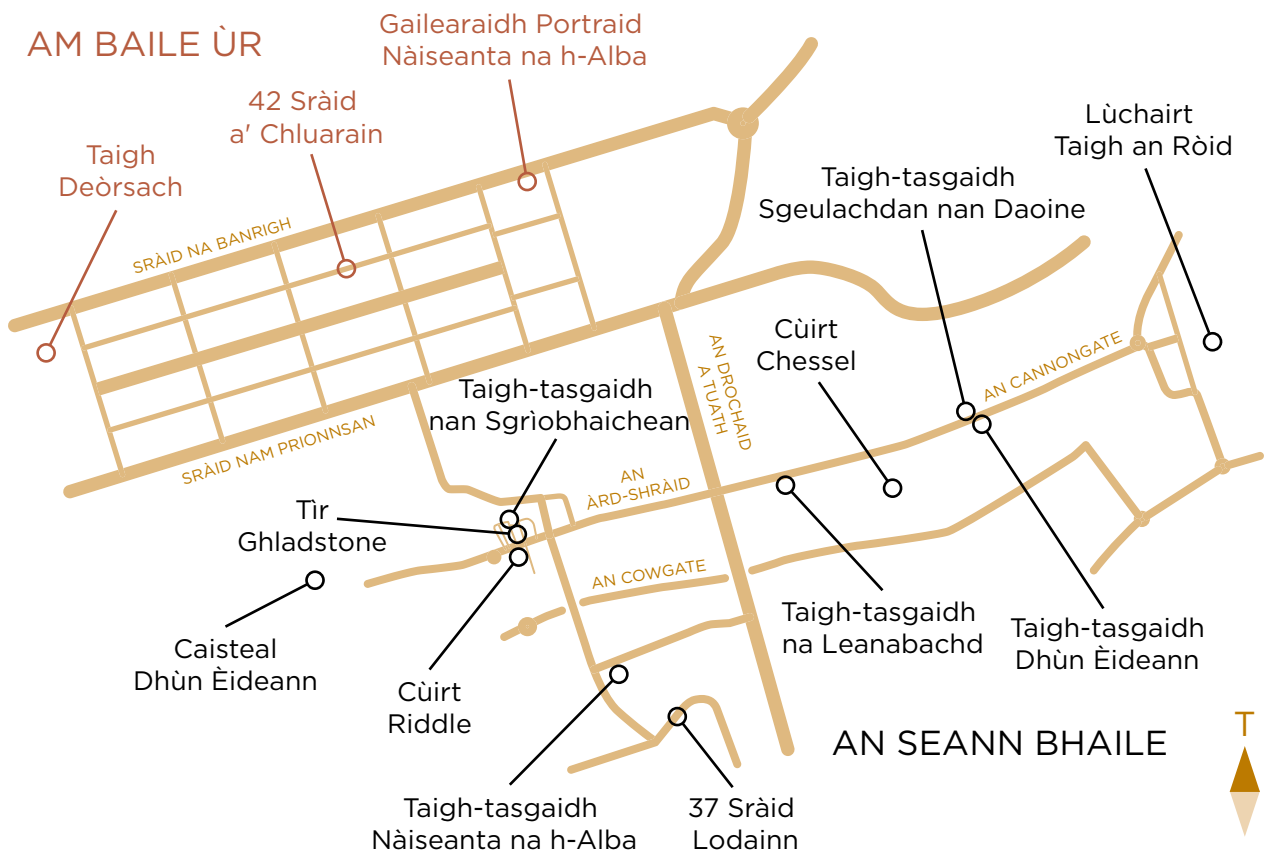 AM BAILE ÙR
Gailearaidh Portraid
Nàiseanta na h-Alba
42 Sràid
a' Chluarain
Taigh
Deòrsach
Lùchairt
Taigh an Ròid
Taigh-tasgaidh
Sgeulachdan nan Daoine
SRÀID NA BANRIGH
Cùirt
Chessel
AN DROCHAID
A TUATH
AN CANNONGATE
Taigh-tasgaidh
nan Sgrìobhaichean
SRÀID NAM PRIONNSAN
AN
ÀRD-SHRÀID
Tìr
Ghladstone
AN COWGATE
Caisteal
Dhùn Èideann
Cùirt
Riddle
Taigh-tasgaidh
na Leanabachd
Taigh-tasgaidh
Dhùn Èideann
AN SEANN BHAILE
T
Taigh-tasgaidh
Nàiseanta na h-Alba
37 Sràid
Lodainn